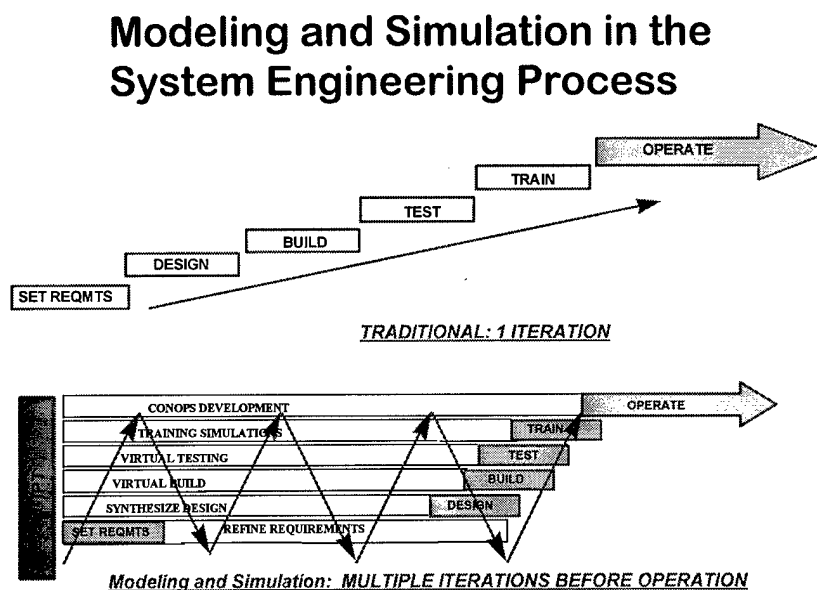 Modeling and Simulation in the
System Engineering Process
OPERATE
TRAIN
TEST
BUILD
DESIGN
SET REQMTS
TRADITIONAL: 1 ITERATION
CONOPS DEVELOPMENT
OPERATE
TRAINING SIMULATIONS
TRAIN
VIRTUAL TESTING
TEST
VIRTUAL BUILD
BUILD
SYNTHESIZE DESIGN
DESIGN
SET REQMTS
REFINE REQUIREMENTS
Modeling and Simulation: MULTIPLE ITERATIONS BEFORE OPERATION